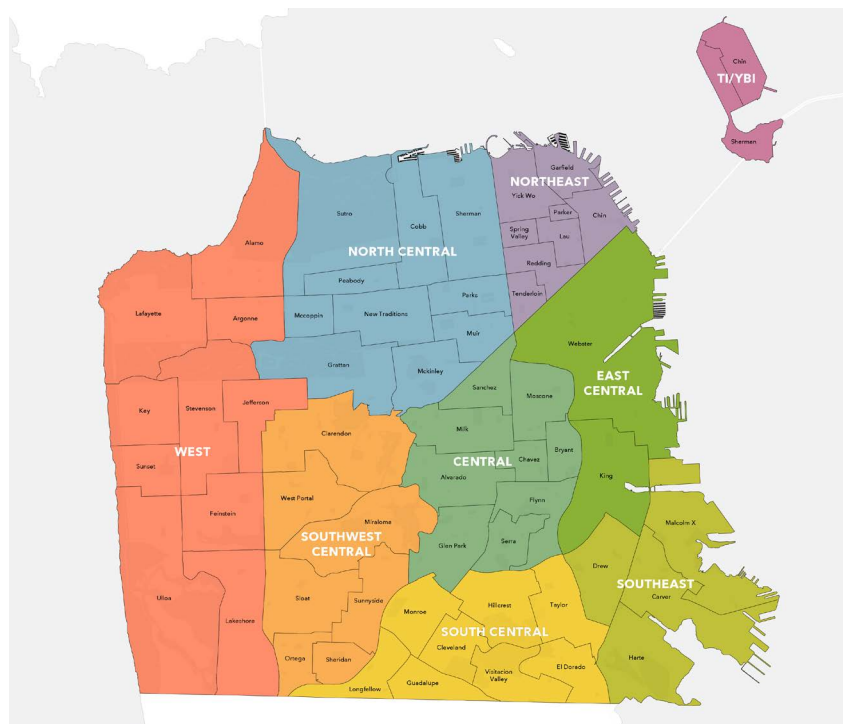 Chin
TI/YBI
Sherman
Garfield
NORTHEAST
Yick Wo
Parker
Chin
Spring
Valley
Lau
Redding
Tenderloin
Sutro
Cobb
Sherman
NORTH CENTRAL
Peabody
Mccoppin
New Traditions
Parks
Muir
Grattan
Mckinley
Alamo
Lafayette
Argonne
Kay
Stevenson
Jefferson
WEST
Sunset
Feinstein
Ulloa
Lakeshore
Webster
EAST
CENTRAL
King
Sanchez
Moscone
Milk
CENTRAL
Chavez
Bryant
Alvarado
Flynn
Glen Park
Serra
Clarendon
West Portal
Miraloma
SOUTHWEST
CENTRAL
Sloat
Sunnyside
Omega
Sheridan
Monroe
Hillcrest
Taylor
SOUTH CENTRAL
Cleveland
Visitacion
Valley
El Dorado
Guadalupe
Longfellow
Malcolm X
Drew
SOUTHEAST
Carver
Harte